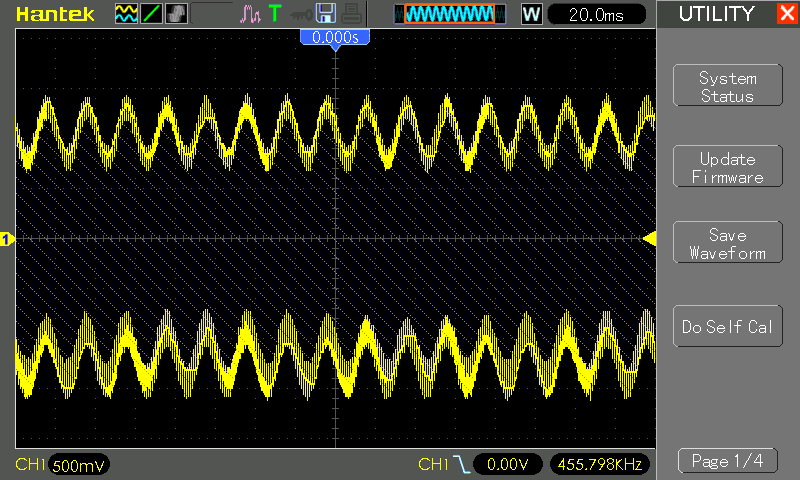 Hantek T W 20.0ms UTILITY
0.000s
System
Status
Update
Firmware
1
Save
Waveform
Do Self Cal
CH1 500mV CH1 0.00V 455.798KHz Page 1/4